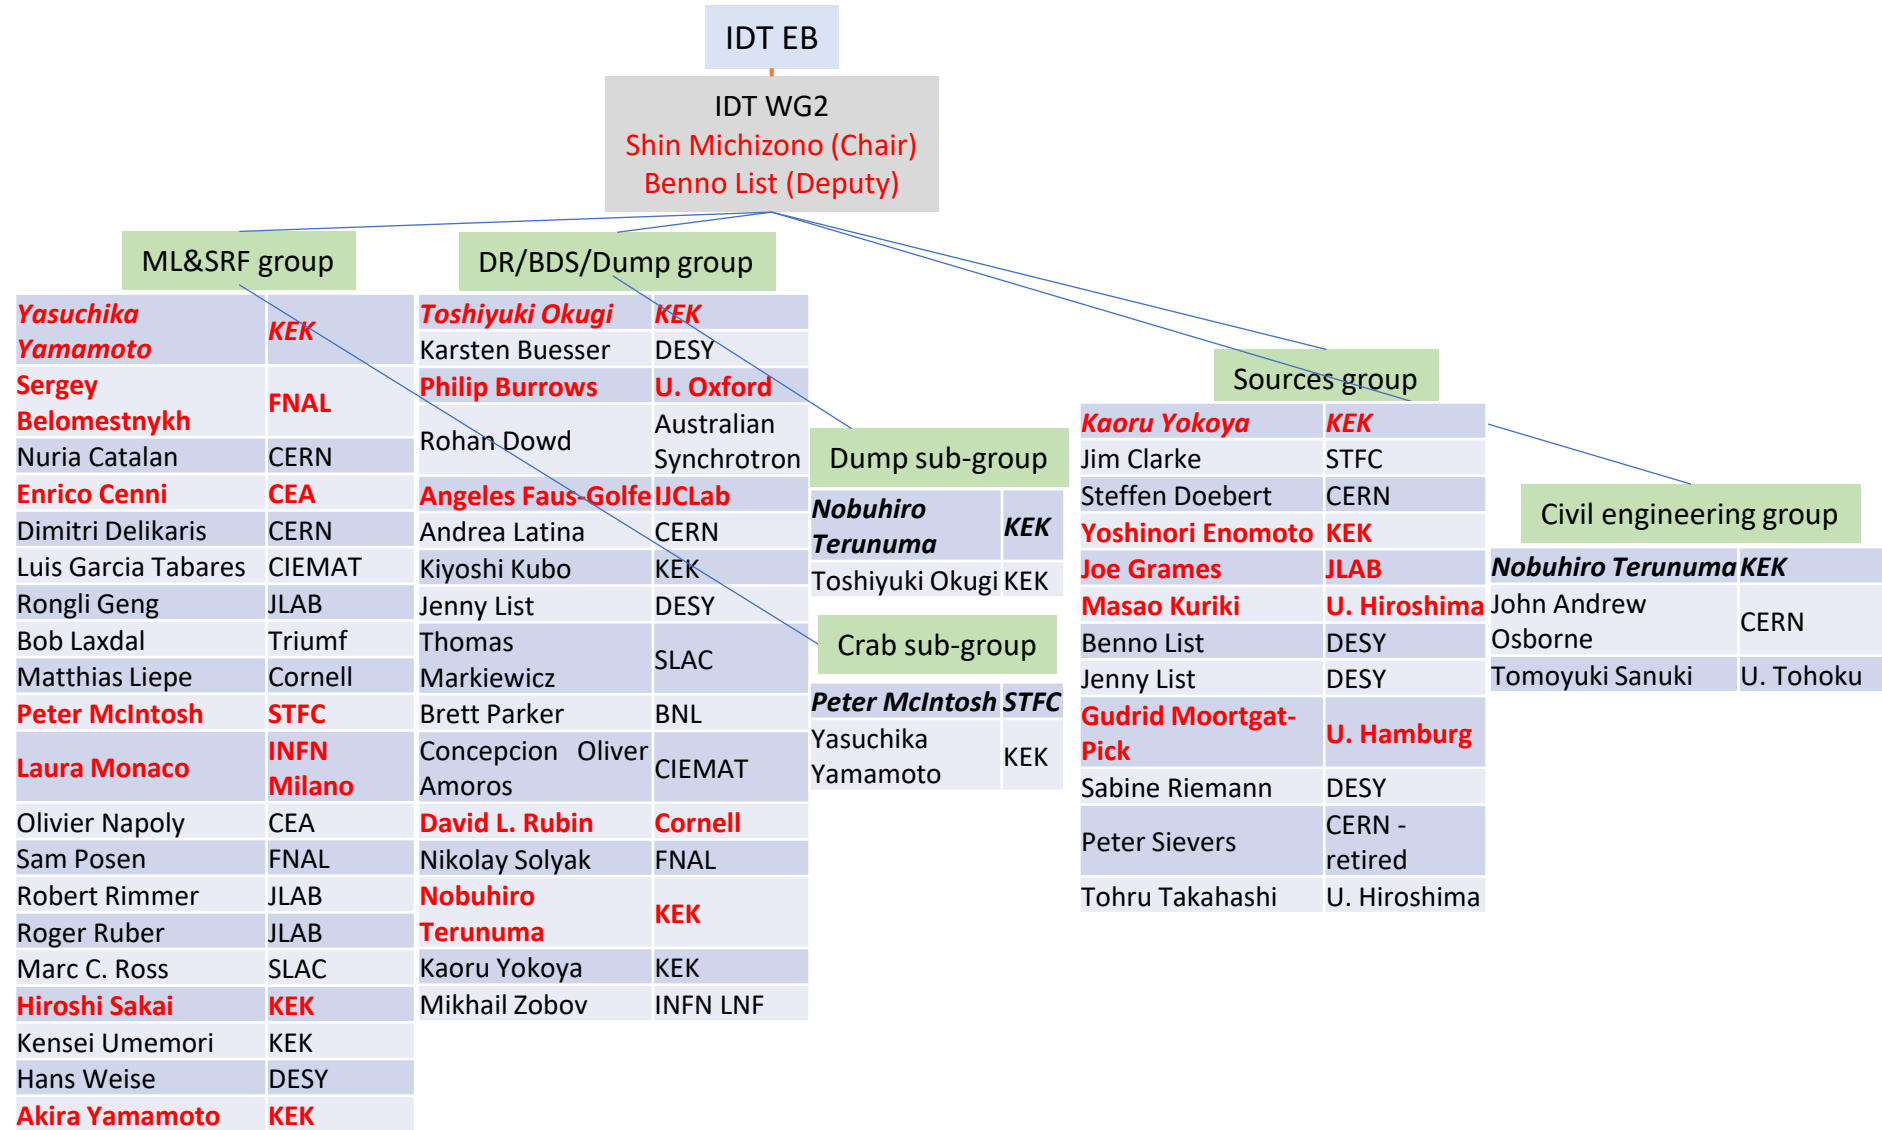 IDT EB
IDT WG2
Shin Michizono (Chair)
Benno List (Deputy)
ML&SRF group
Yasuchika
Yamamoto
KEK
Sergey
Belomestnykh
FNAL
Nuria Catalan CERN
Enrico Cenni CEA
Dimitri Delikaris CERN
Luis Garcia Tabares CIEMAT
Rongli Geng JLAB
Bob Laxdal Triumf
Matthias Liepe Cornell
Peter McIntosh STFC
Laura Monaco
INFN
Milano
Olivier Napoly CEA
Sam Posen FNAL
Robert Rimmer JLAB
Roger Ruber JLAB
Marc C. Ross SLAC
Hiroshi Sakai KEK
Kensei Umemori KEK
Hans Weise DESY
Akira Yamamoto KEK
DR/BDS/Dump group
Toshiyuki Okugi KEK
Karsten Buesser DESY
Philip Burrows U. Oxford
Rohan Dowd
Australian
Synchrotron
Angeles Faus-Golfe IJCLab
Andrea Latina CERN
Kiyoshi Kubo KEK
Jenny List DESY
Thomas
Markiewicz
SLAC
Brett Parker BNL
Concepcion Oliver
Amoros
CIEMAT
David L. Rubin Cornell
Nikolay Solyak FNAL
Nobuhiro
Terunuma
KEK
Kaoru Yokoya KEK
Mikhail Zobov INFN LNF
Dump sub-group
Nobuhiro
Terunuma
KEK
Toshiyuki Okugi KEK
Crab sub-group
Peter McIntosh STFC
Yasuchika
Yamamoto
KEK
Sources group
Kaoru Yokoya KEK
Jim Clarke STFC
Steffen Doebert CERN
Yoshinori Enomoto KEK
Joe Grames JLAB
Masao Kuriki U. Hiroshima
Benno List DESY
Jenny List DESY
Gudrid Moortgat-
Pick
U. Hamburg
Sabine Riemann DESY
Peter Sievers
CERN -
retired
Tohru Takahashi U. Hiroshima
Civil engineering group
Nobuhiro Terunuma KEK
John Andrew
Osborne
CERN
Tomoyuki Sanuki U. Tohoku